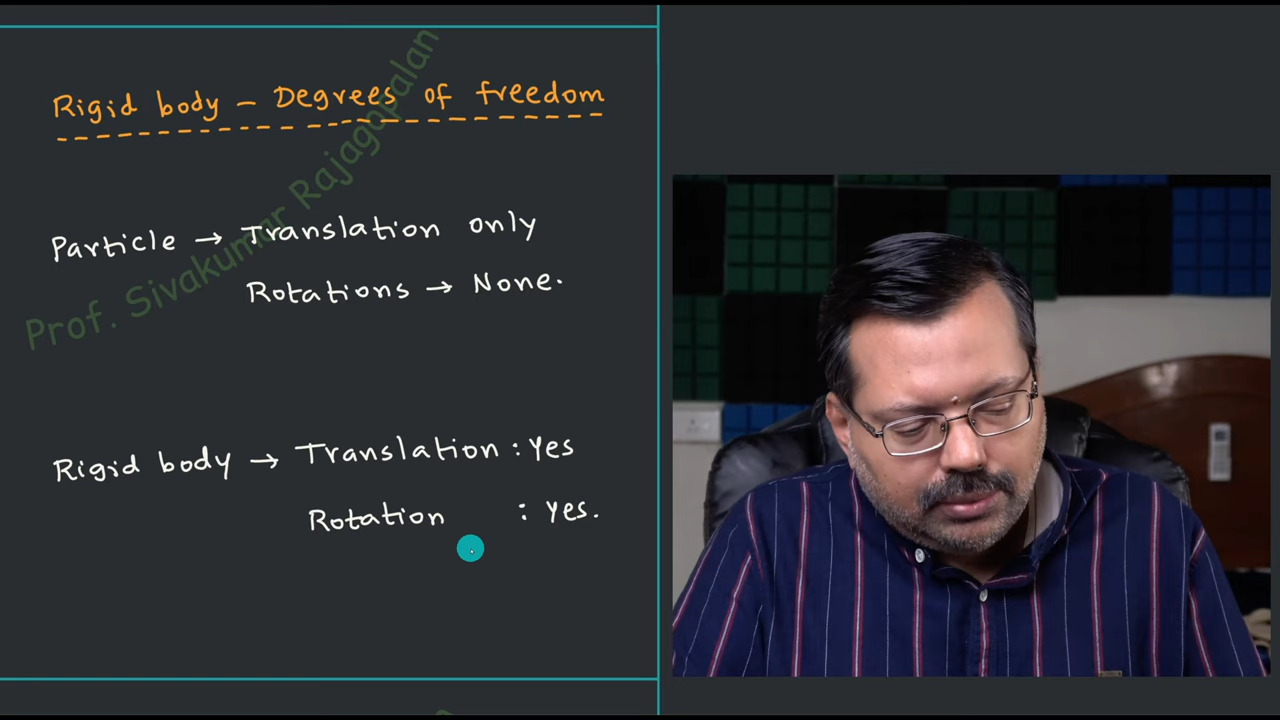 Rigid body - Degrees of freedom
Particle → Translation only
Rotations → None.
Prof. Sivakumar Rajagopalan
Rigid body → Translation : Yes
Rotation : Yes.